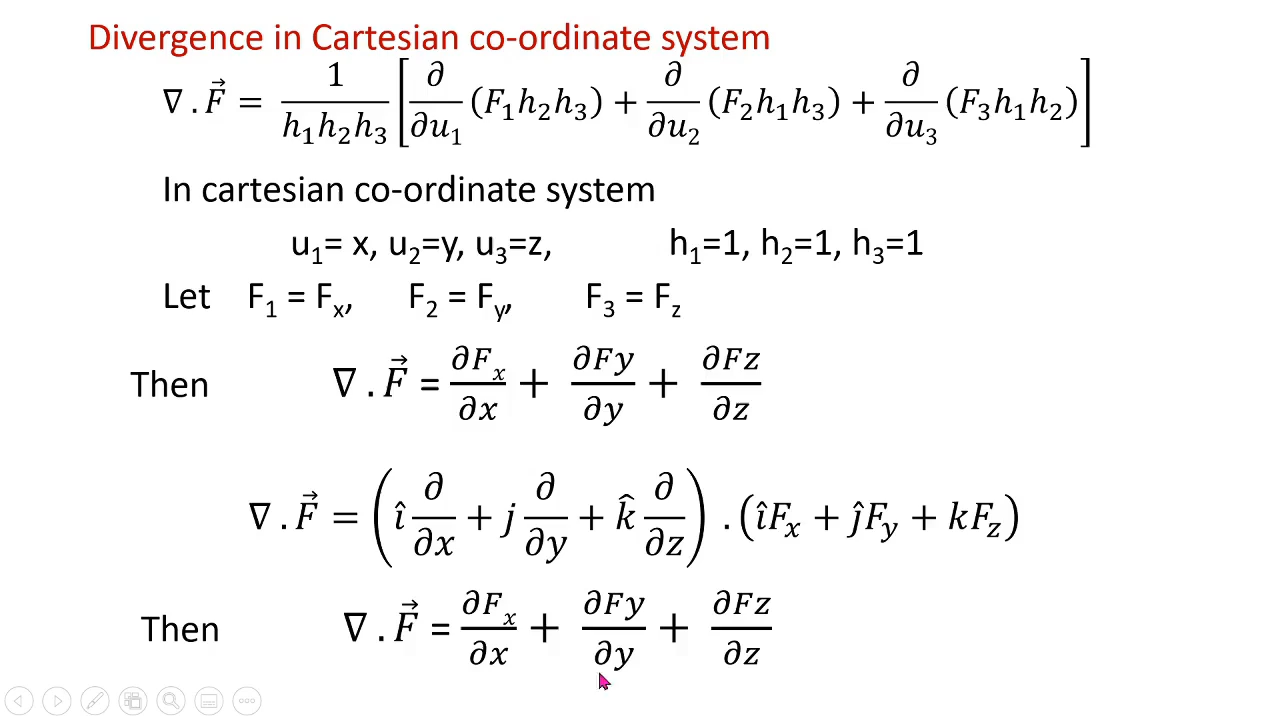 Divergence in Cartesian co-ordinate system
∇ . F⃗ = 1/(h₁h₂h₃) [ ∂/∂u₁ (F₁h₂h₃) + ∂/∂u₂ (F₂h₁h₃) + ∂/∂u₃ (F₃h₁h₂) ]
In cartesian co-ordinate system
u₁= x, u₂=y, u₃=z, h₁=1, h₂=1, h₃=1
Let F₁ = Fₓ, F₂ = F_y, F₃ = F_z
Then ∇ . F⃗ = ∂Fₓ/∂x + ∂Fy/∂y + ∂Fz/∂z
∇ . F⃗ = ( î ∂/∂x + j ∂/∂y + k̂ ∂/∂z ) . (îFₓ + ĵF_y + kF_z)
Then ∇ . F⃗ = ∂Fₓ/∂x + ∂Fy/∂y + ∂Fz/∂z